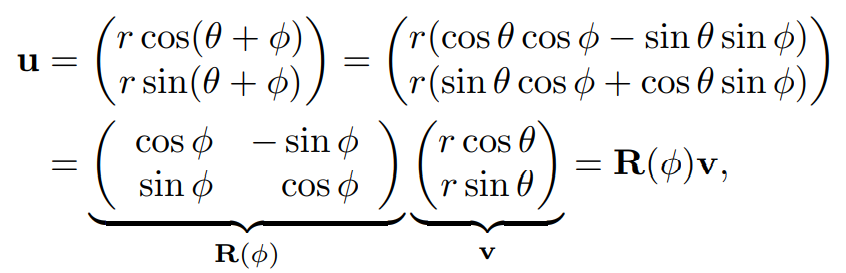 u = (r cos(θ + φ) r sin(θ + φ)) = (r(cos θ cos φ − sin θ sin φ) r(sin θ cos φ + cos θ sin φ))
= (cos φ − sin φ sin φ cos φ) (r cos θ r sin θ) = R(φ)v,
R(φ) v